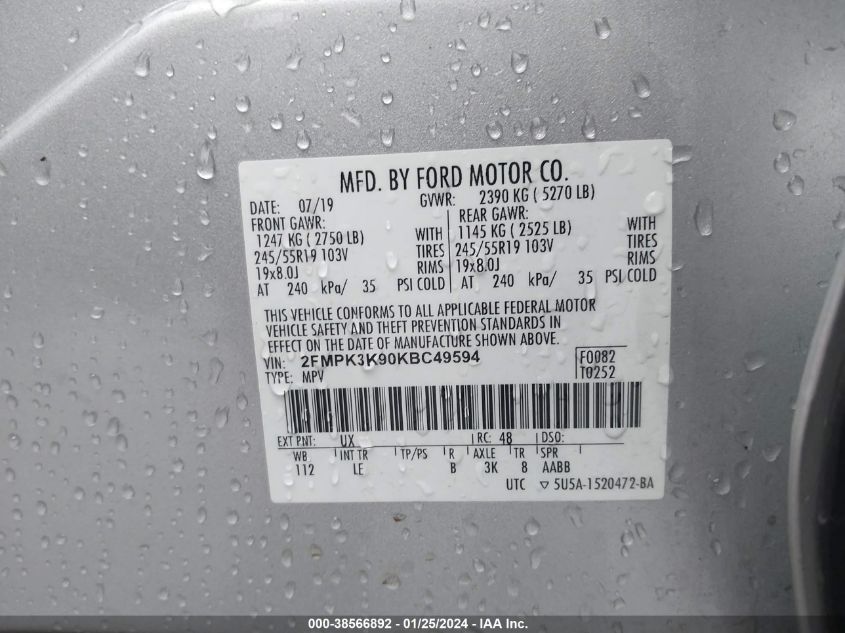 MFD. BY FORD MOTOR CO.
DATE: 07/19 GVWR: 2390 KG ( 5270 LB)
FRONT GAWR: REAR GAWR:
1247 KG ( 2750 LB) WITH 1145 KG ( 2525 LB) WITH
245/55R19 103V TIRES 245/55R19 103V TIRES
19x8.0J RIMS 19x8.0J RIMS
AT 240 kPa/ 35 PSI COLD AT 240 kPa/ 35 PSI COLD
THIS VEHICLE CONFORMS TO ALL APPLICABLE FEDERAL MOTOR
VEHICLE SAFETY AND THEFT PREVENTION STANDARDS IN
EFFECT ON THE DATE OF MANUFACTURE SHOWN ABOVE.
VIN: 2FMPK3K90KBC49594 F0082
TYPE: MPV T0252
EXT PNT: UX RC: 48 DSO:
WB INT TR TP/PS R AXLE TR SPR
112 LE B 3K 8 AABB
UTC ▽ 5U5A-1520472-BA
000-38566892 - 01/25/2024 - IAA Inc.